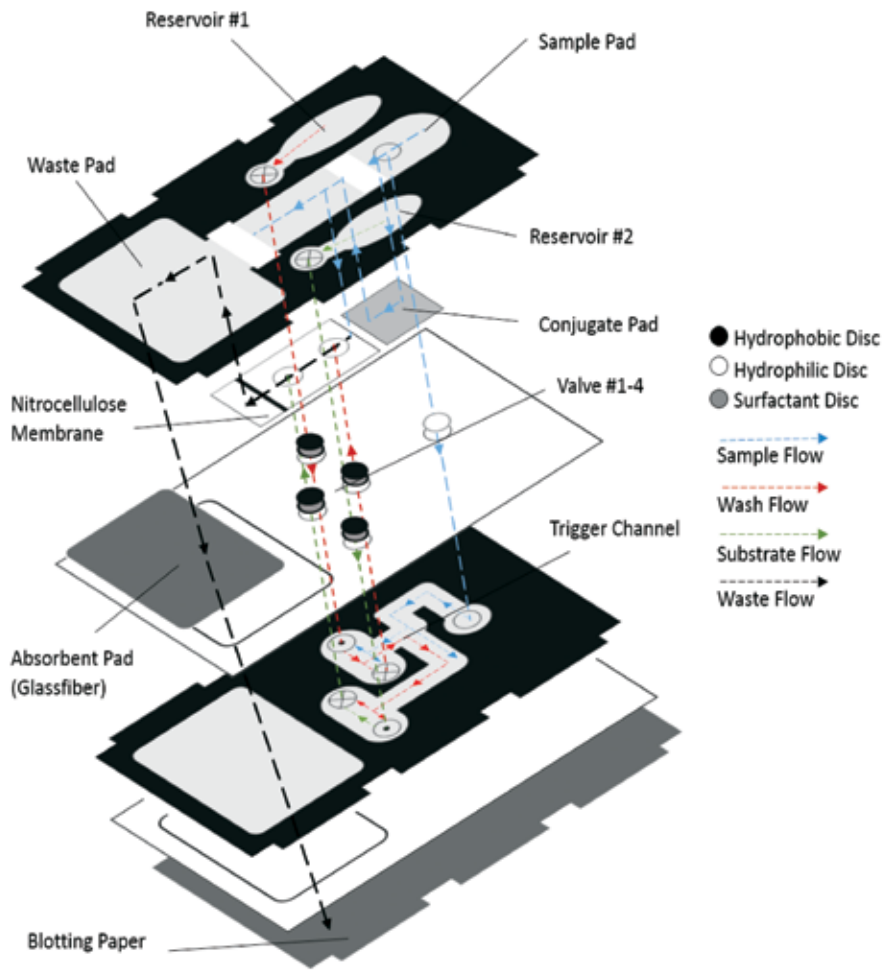 Reservoir #1
Sample Pad
Waste Pad
Reservoir #2
Conjugate Pad
Hydrophobic Disc
Hydrophilic Disc
Surfactant Disc
Valve #1-4
Nitrocellulose
Membrane
Sample Flow
Wash Flow
Trigger Channel
Substrate Flow
Waste Flow
Absorbent Pad
(Glassfiber)
Blotting Paper